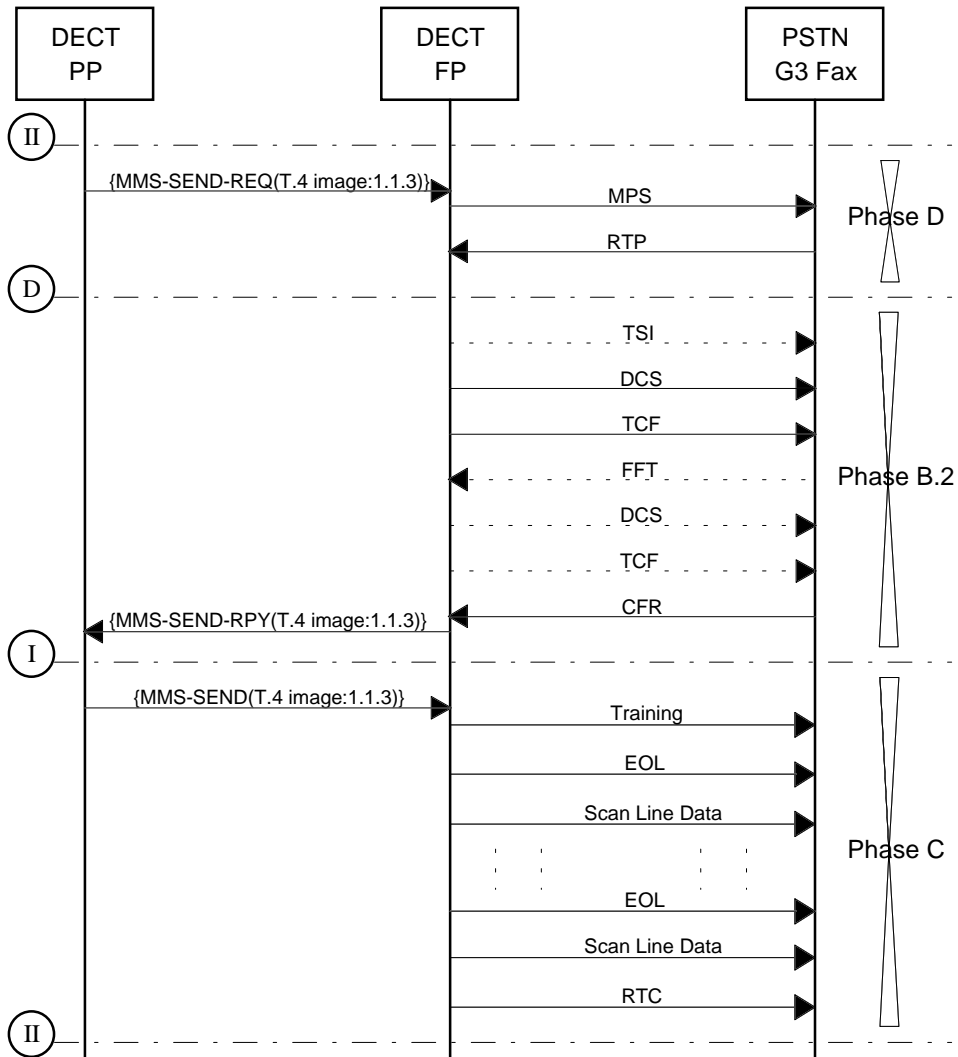 DECT
PP
DECT
FP
PSTN
G3 Fax
II
{MMS-SEND-REQ(T.4 image:1.1.3)}
MPS
Phase D
RTP
D
TSI
DCS
TCF
FFT
Phase B.2
DCS
TCF
CFR
{MMS-SEND-RPY(T.4 image:1.1.3)}
I
{MMS-SEND(T.4 image:1.1.3)}
Training
EOL
Scan Line Data
Phase C
EOL
Scan Line Data
RTC
II